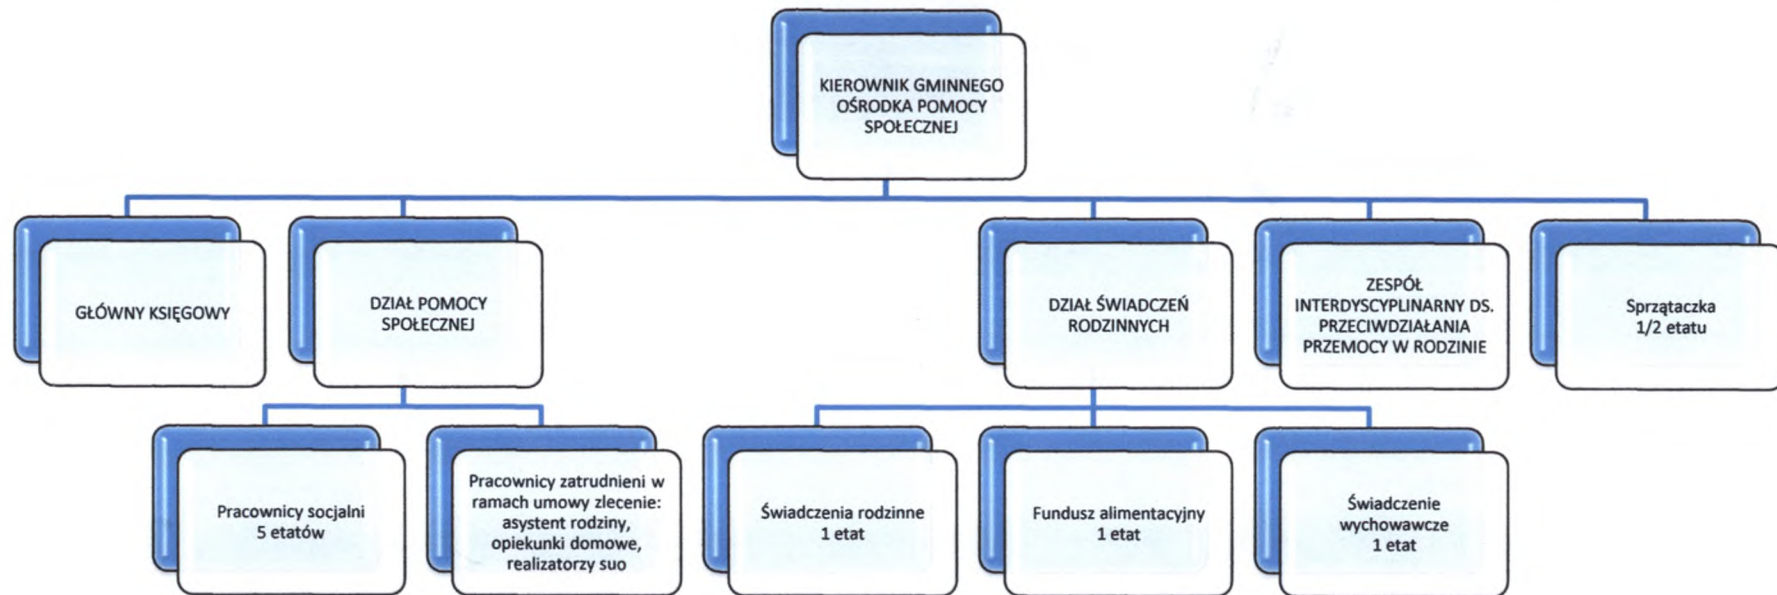 KIEROWNIK GMINNEGO
OŚRODKA POMOCY
SPOŁECZNEJ
GŁÓWNY KSIĘGOWY
DZIAŁ POMOCY
SPOŁECZNEJ
DZIAŁ ŚWIADCZEŃ
RODZINNYCH
ZESPÓŁ
INTERDYSCYPLINARNY DS.
PRZECIWDZIAŁANIA
PRZEMOCY W RODZINIE
Sprzątaczka
1/2 etatu
Pracownicy socjalni
5 etatów
Pracownicy zatrudnieni w
ramach umowy zlecenie:
asystent rodziny,
opiekunki domowe,
realizatorzy suo
Świadczenia rodzinne
1 etat
Fundusz alimentacyjny
1 etat
Świadczenie
wychowawcze
1 etat